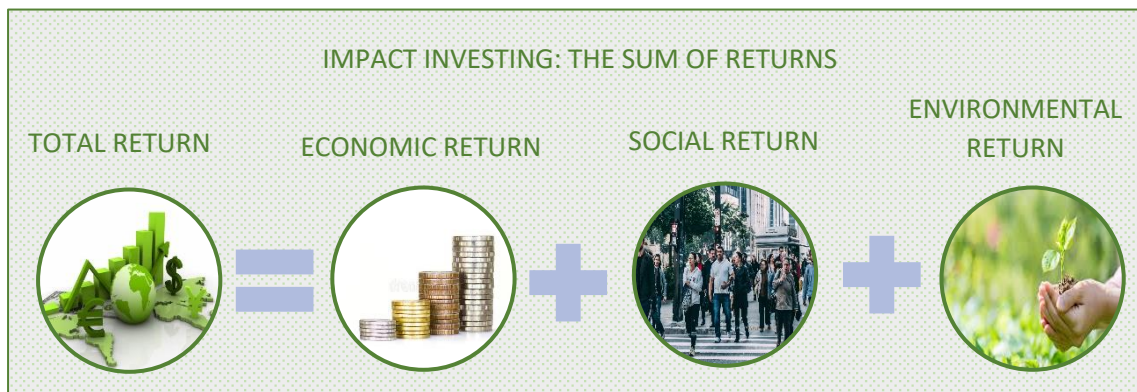 IMPACT INVESTING: THE SUM OF RETURNS
TOTAL RETURN
ECONOMIC RETURN
SOCIAL RETURN
ENVIRONMENTAL
RETURN
€
$